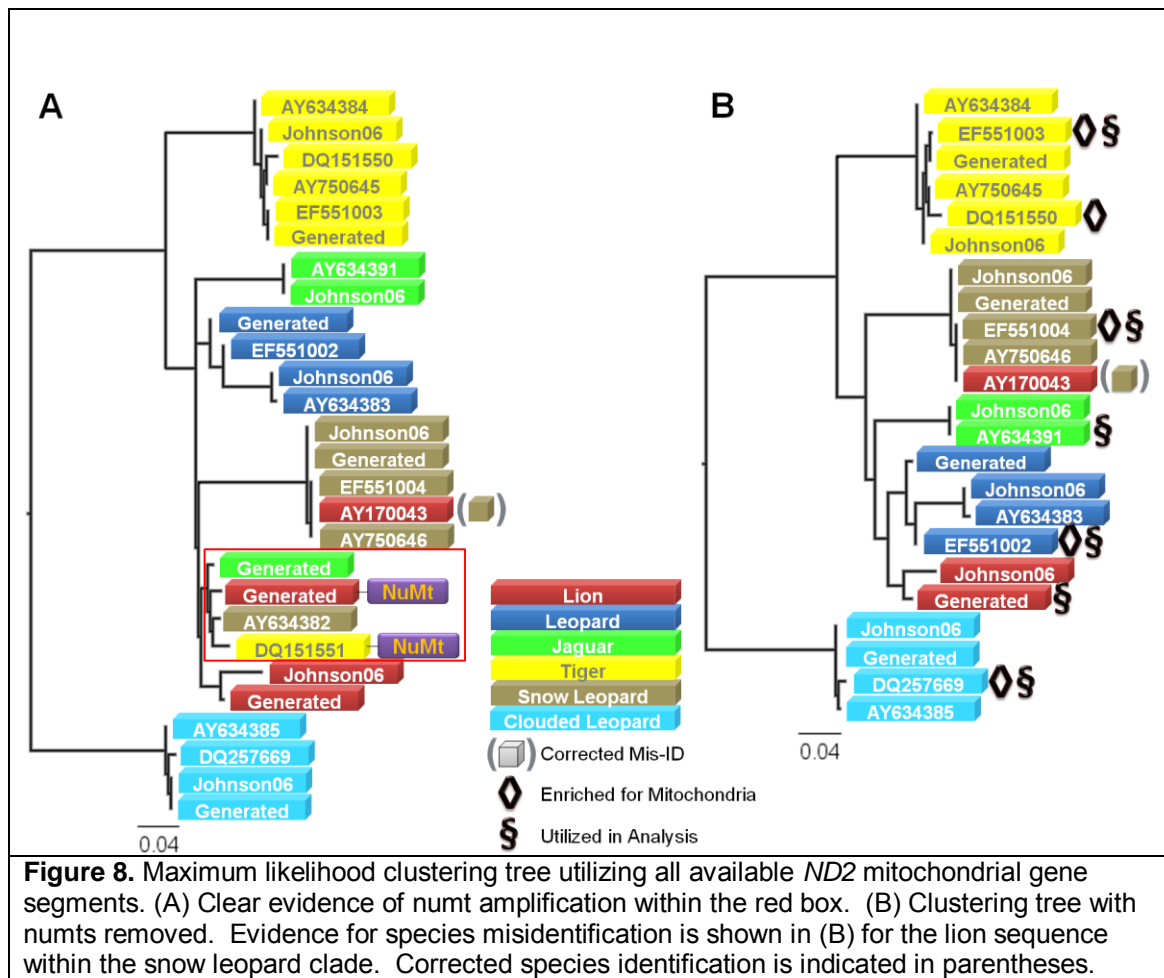 A
AY634384
Johnson06
DQ151550
AY750645
EF551003
Generated
AY634391
Johnson06
Generated
EF551002
Johnson06
AY634383
Johnson06
Generated
EF551004
AY170043
AY750646
Generated
Generated NuMt
AY634382
DQ151551 NuMt
Johnson06
Generated
AY634385
DQ257669
Johnson06
Generated
0.04
B
AY634384
EF551003 ◊ §
Generated
AY750645
DQ151550 ◊
Johnson06
Johnson06
Generated
EF551004 ◊ §
AY750646
AY170043
Johnson06
AY634391 §
Generated
Johnson06
AY634383
EF551002 ◊ §
Johnson06
Generated §
Johnson06
Generated
DQ257669 ◊ §
AY634385
0.04
Lion
Leopard
Jaguar
Tiger
Snow Leopard
Clouded Leopard
Corrected Mis-ID
◊ Enriched for Mitochondria
§ Utilized in Analysis
Figure 8. Maximum likelihood clustering tree utilizing all available ND2 mitochondrial gene
segments. (A) Clear evidence of numt amplification within the red box. (B) Clustering tree with
numts removed. Evidence for species misidentification is shown in (B) for the lion sequence
within the snow leopard clade. Corrected species identification is indicated in parentheses.